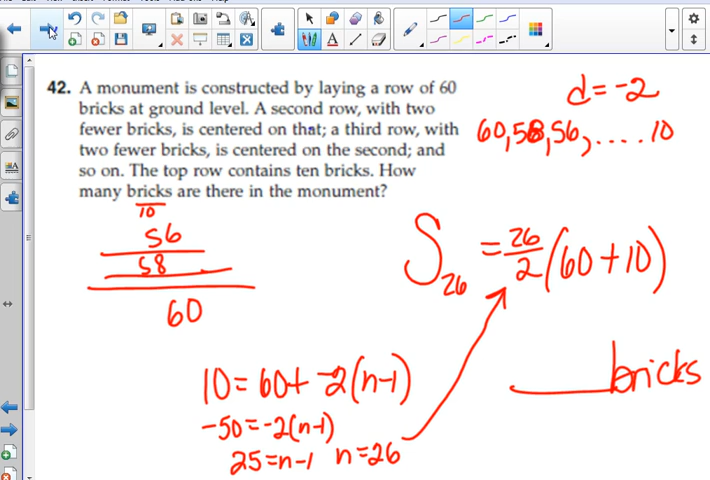 42. A monument is constructed by laying a row of 60
bricks at ground level. A second row, with two
fewer bricks, is centered on that; a third row, with
two fewer bricks, is centered on the second; and
so on. The top row contains ten bricks. How
many bricks are there in the monument?
d = -2
60, 58, 56, .... 10
10
56
58
60
S26 = 26/2 (60 + 10)
10 = 60 + -2(n-1)
-50 = -2(n-1)
25 = n-1 n = 26
____ bricks